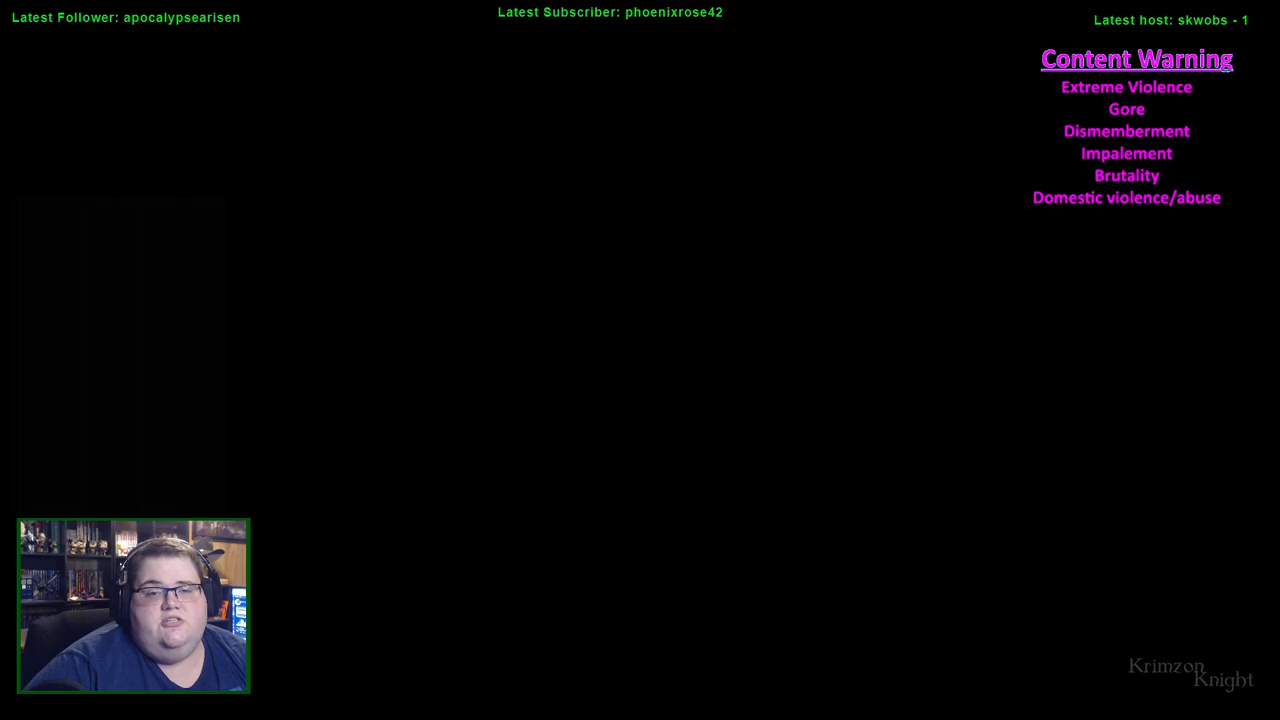 Latest Follower: apocalypsearisen
Latest Subscriber: phoenixrose42
Latest host: skwobs - 1
Content Warning
Extreme Violence
Gore
Dismemberment
Impalement
Brutality
Domestic violence/abuse
Krimzon
Knight